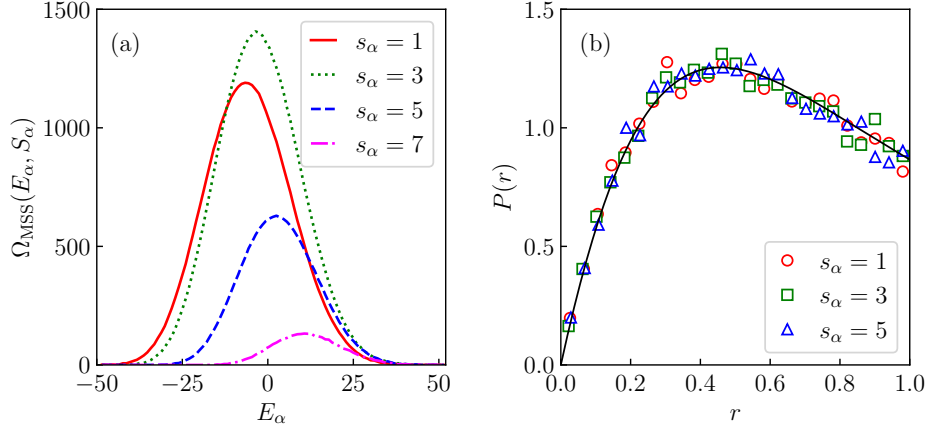 (a)
s_α = 1
s_α = 3
s_α = 5
s_α = 7
Ω_MSS(E_α, S_α)
1500
1000
500
0
−50 −25 0 25 50
E_α
(b)
P(r)
1.5
1.0
0.5
0.0
s_α = 1
s_α = 3
s_α = 5
0.0 0.2 0.4 0.6 0.8 1.0
r